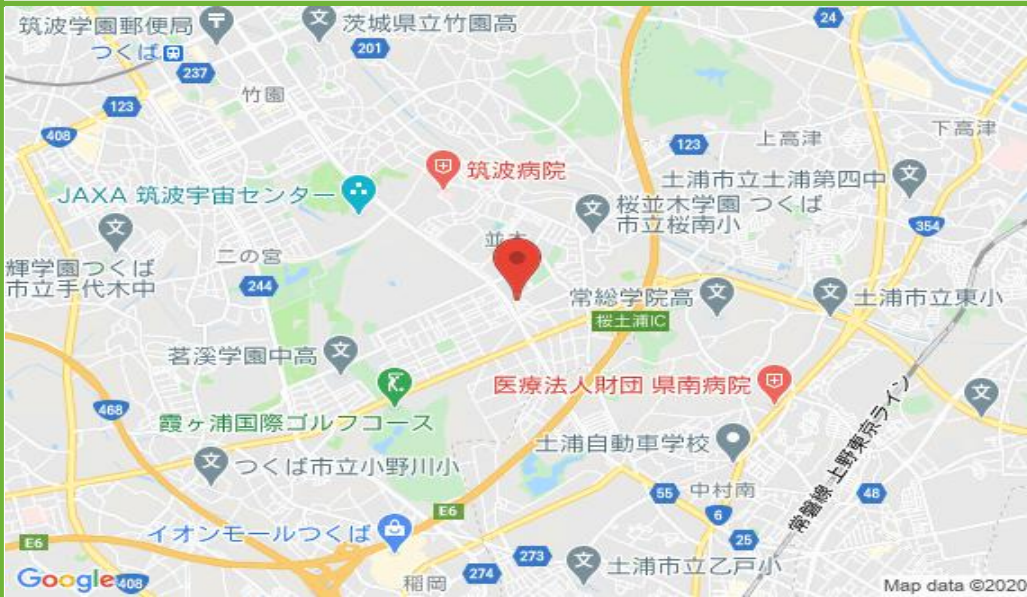 筑波学園郵便局
茨城県立竹園高
24
つくば
201
237
竹園
123
408
123
上高津
下高津
筑波病院
JAXA 筑波宇宙センター
土浦市立土浦第四中
桜並木学園 つくば
市立桜南小
354
輝学園つくば
市立手代木中
二の宮
244
常総学院高
土浦市立東小
桜土浦IC
茗溪学園中高
医療法人財団 県南病院
468
霞ヶ浦国際ゴルフコース
土浦自動車学校
常磐線 上野東京ライン
つくば市立小野川小
55
中村南
48
6
E6
イオンモールつくば
25
E6
273
土浦市立乙戸小
274
稲岡
Google
408
Map data ©2020